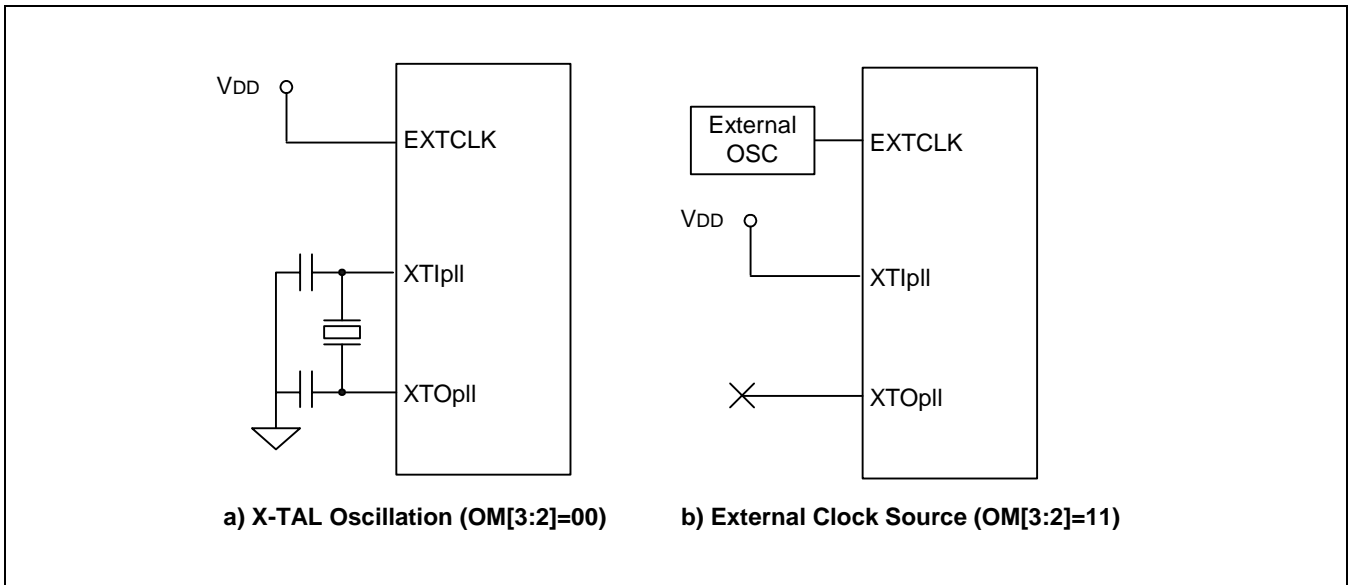 VDD
EXTCLK
XTIpll
XTOpll
a) X-TAL Oscillation (OM[3:2]=00)
External
OSC
EXTCLK
VDD
XTIpll
XTOpll
b) External Clock Source (OM[3:2]=11)